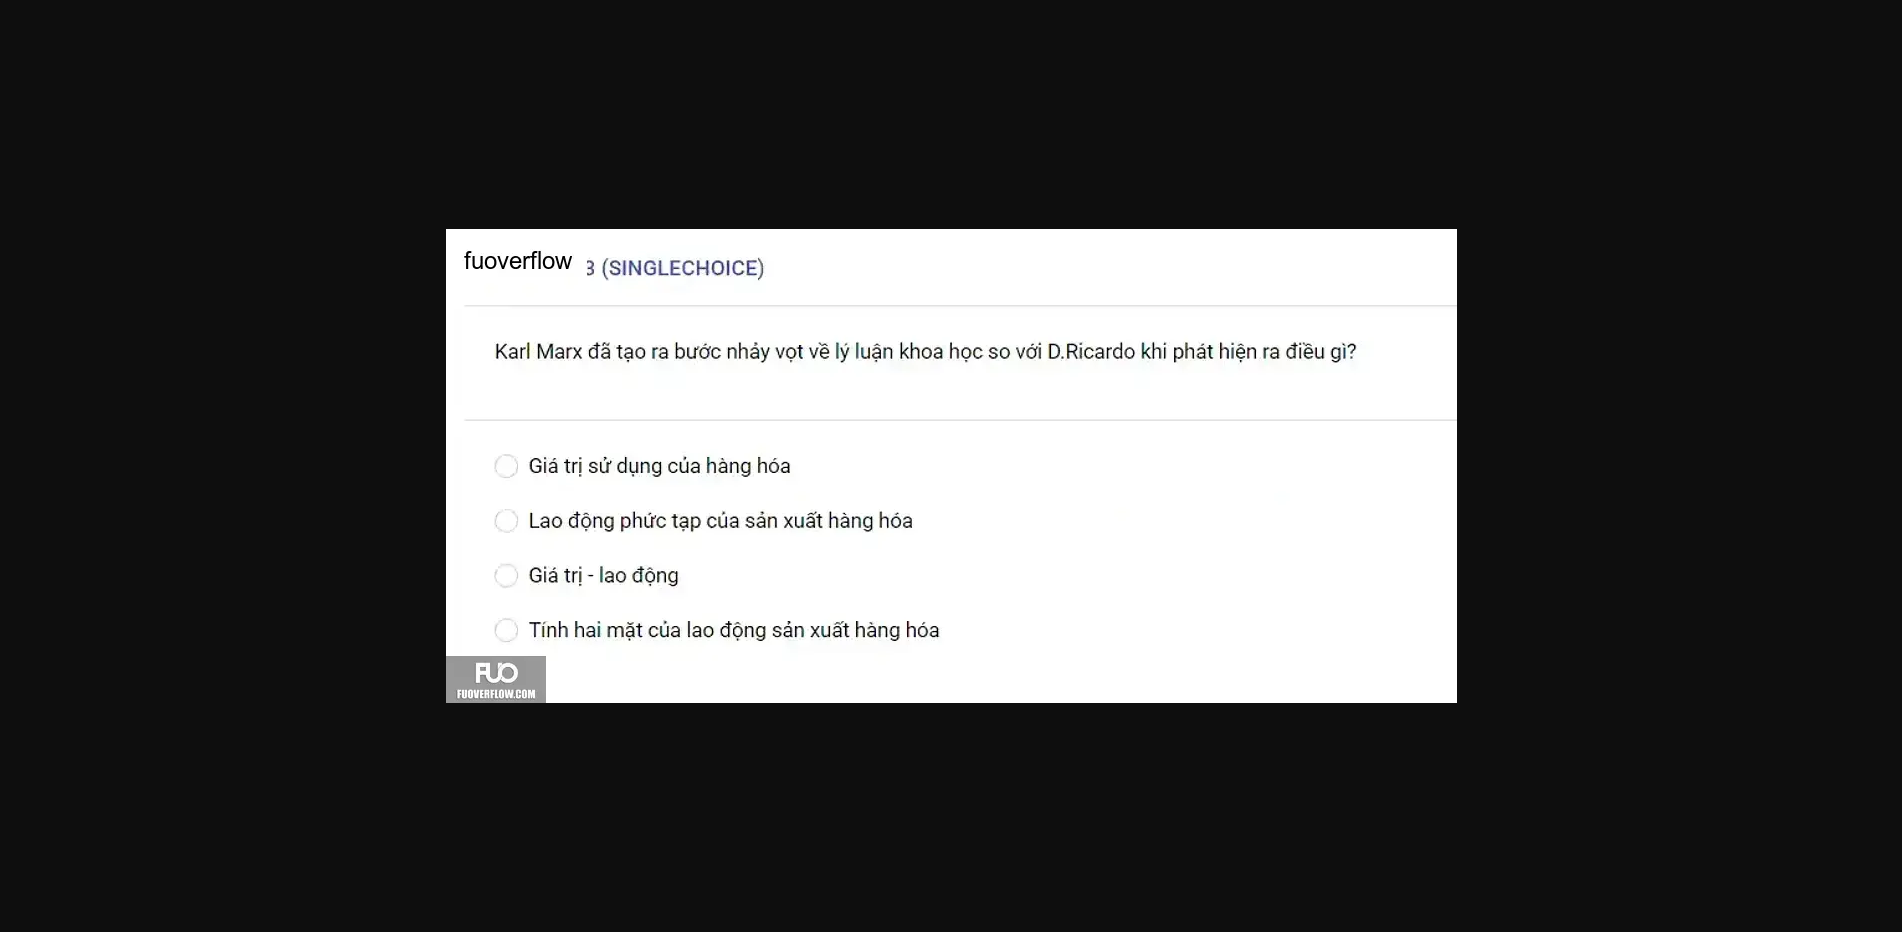 fuoverflow 3 (SINGLECHOICE)
Karl Marx đã tạo ra bước nhảy vọt về lý luận khoa học so với D.Ricardo khi phát hiện ra điều gì?
Giá trị sử dụng của hàng hóa
Lao động phức tạp của sản xuất hàng hóa
Giá trị - lao động
Tính hai mặt của lao động sản xuất hàng hóa
FUO
FUOVERFLOW.COM